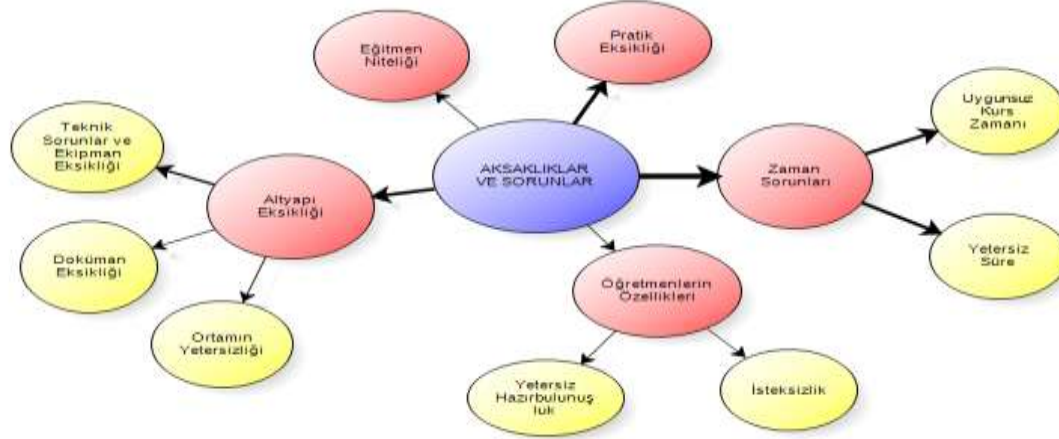 Eğitmen
Niteliği
Pratik
Eksikliği
Teknik
Sorunlar ve
Ekipman
Eksikliği
AKSAKLIKLAR
VE SORUNLAR
Uygunsuz
Kurs
Zamanı
Altyapı
Eksikliği
Zaman
Sorunları
Doküman
Eksikliği
Yetersiz
Süre
Öğretmenlerin
Özellikleri
Ortamın
Yetersizliği
Yetersiz
Hazırbulunuş
luk
İsteksizlik